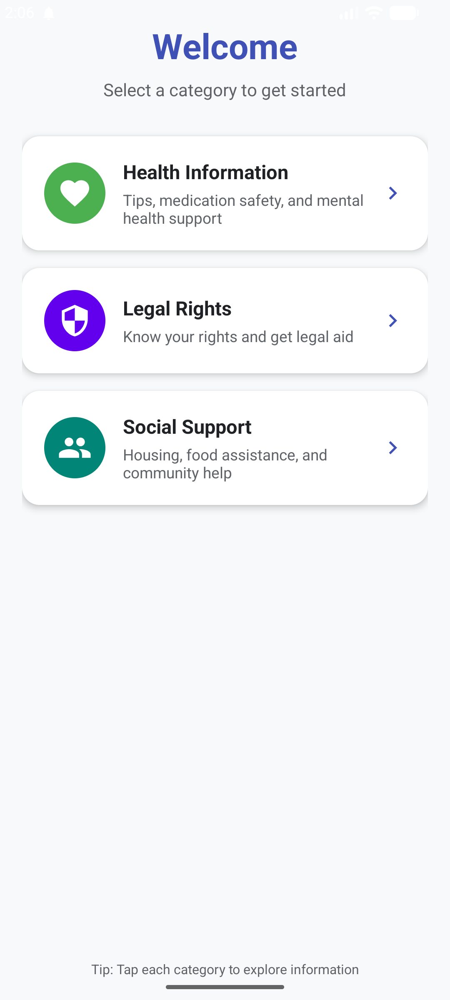 2:06
Welcome
Select a category to get started
Health Information
Tips, medication safety, and mental
health support
Legal Rights
Know your rights and get legal aid
Social Support
Housing, food assistance, and
community help
Tip: Tap each category to explore information